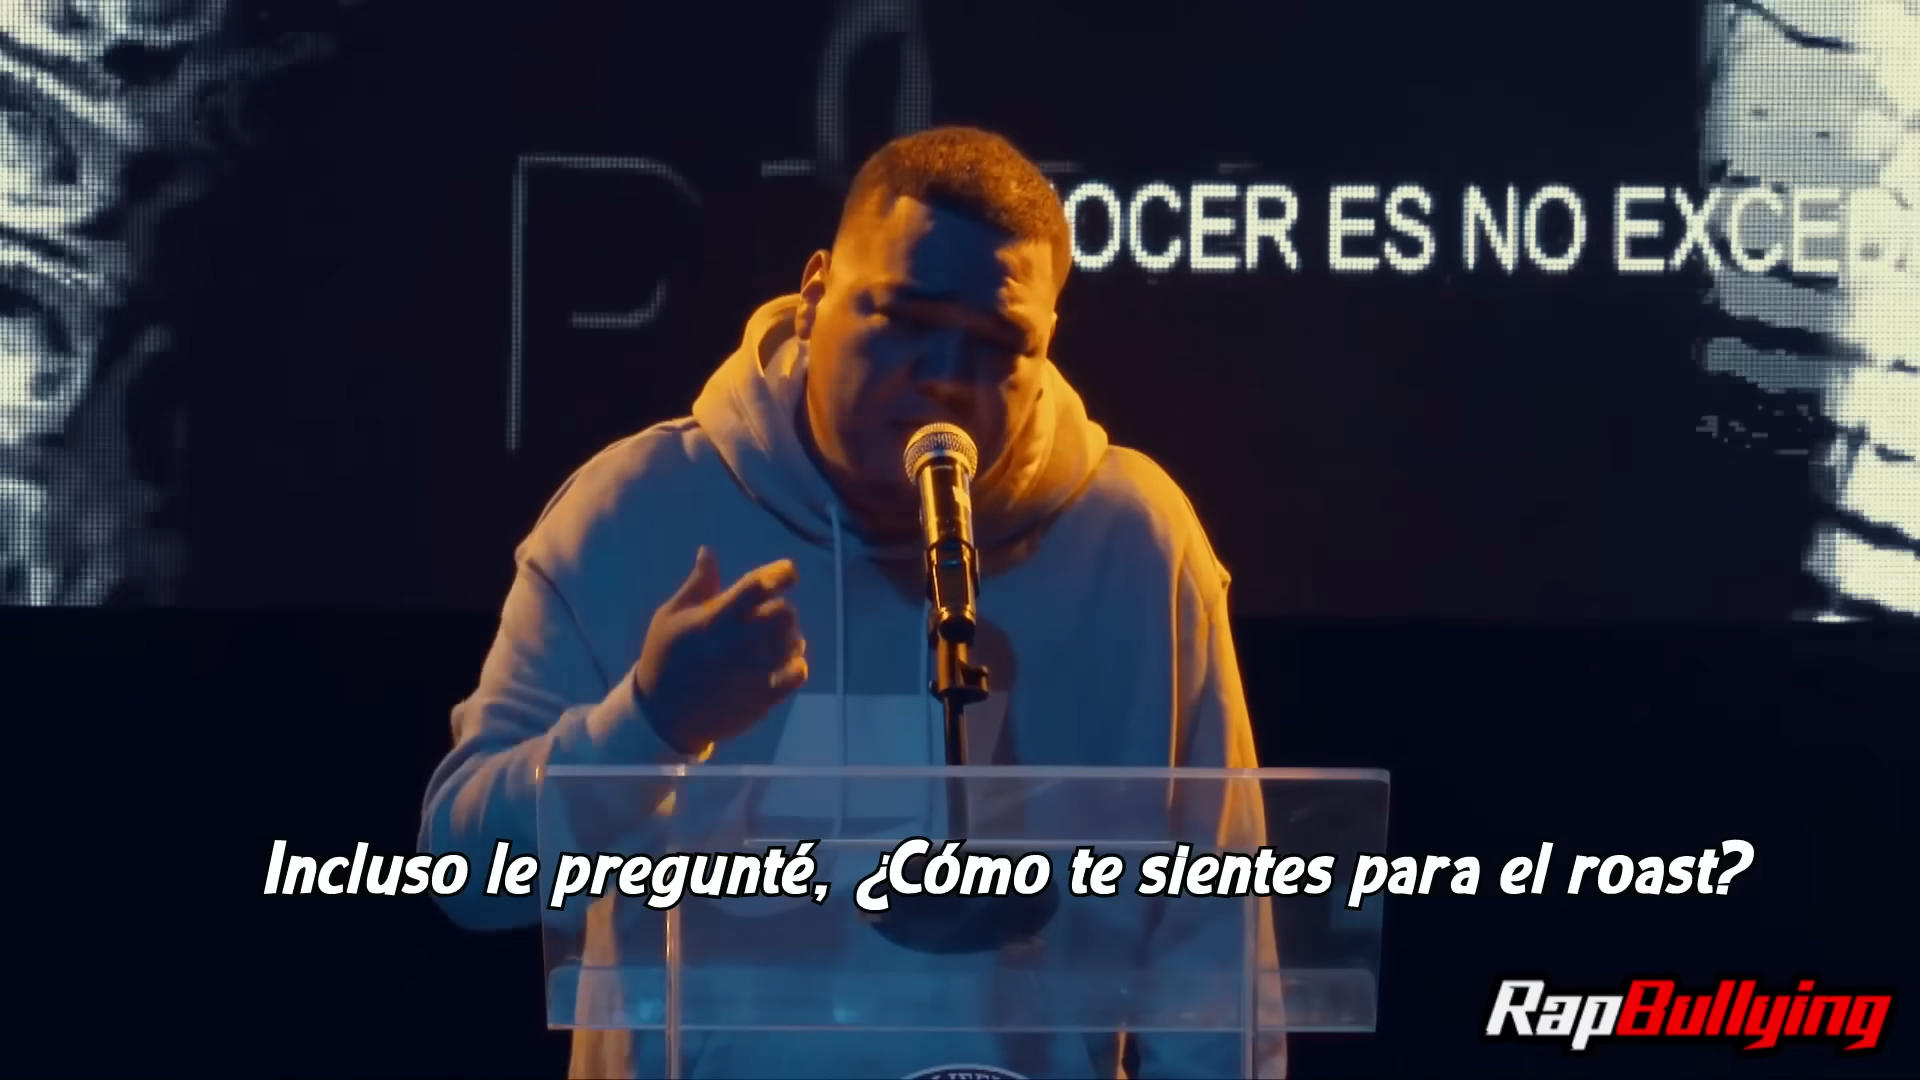 OCER ES NO EXCE
Incluso le pregunté, ¿Cómo te sientes para el roast?
RapBullying